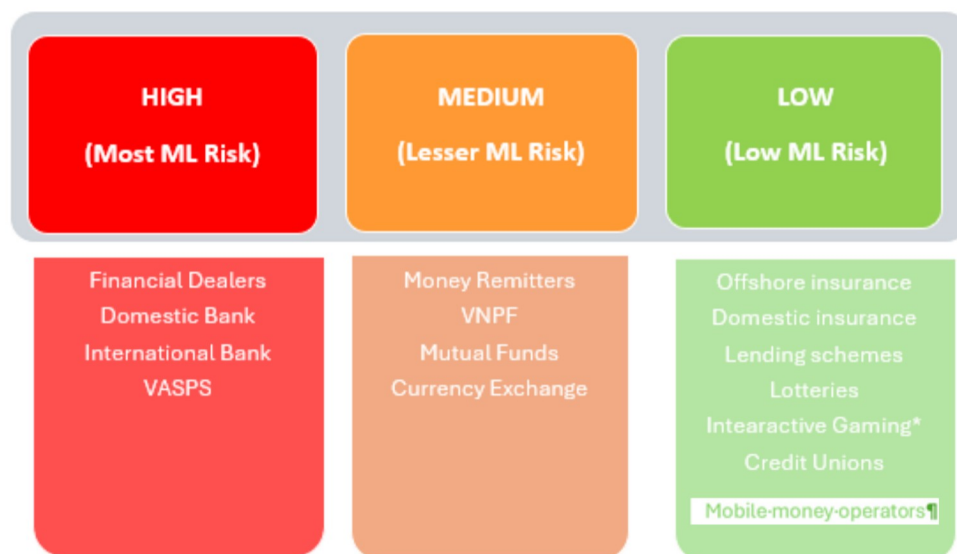 HIGH
(Most ML Risk)
MEDIUM
(Lesser ML Risk)
LOW
(Low ML Risk)
Financial Dealers
Domestic Bank
International Bank
VASPS
Money Remitters
VNPF
Mutual Funds
Currency Exchange
Offshore insurance
Domestic insurance
Lending schemes
Lotteries
Intearactive Gaming*
Credit Unions
Mobile·money·operators¶